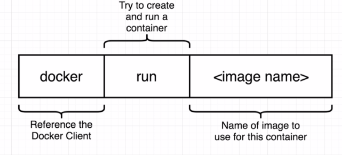 Try to create
and run a
container
docker
run
<image name>
Reference the
Docker Client
Name of image to
use for this container